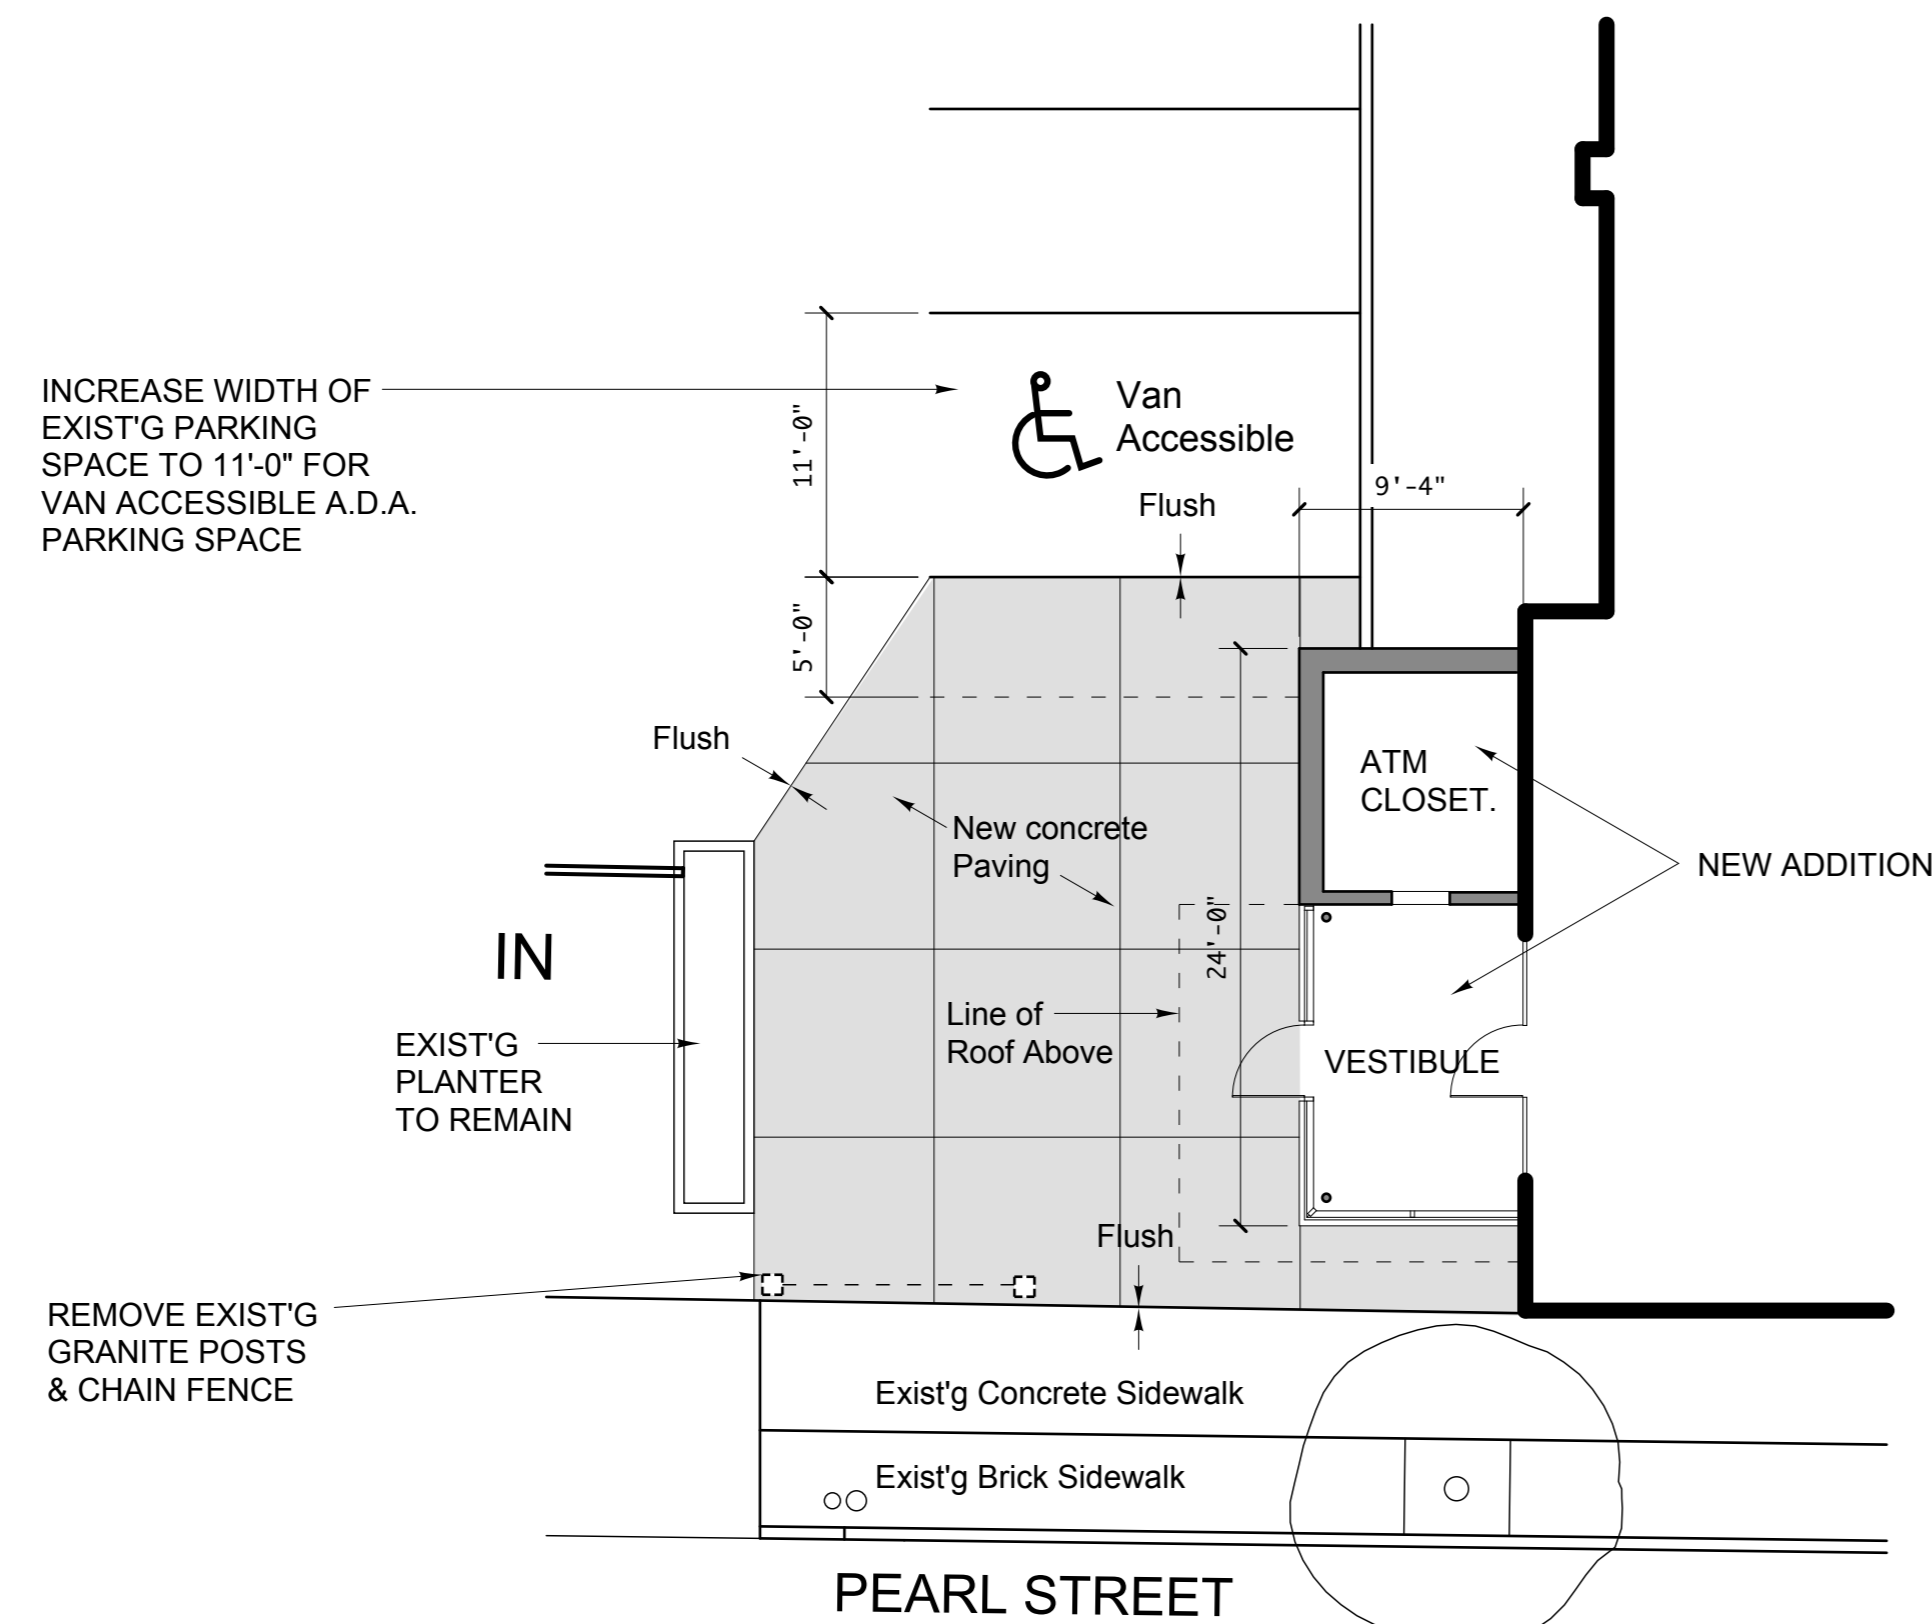 INCREASE WIDTH OF
EXIST'G PARKING
SPACE TO 11'-0" FOR
VAN ACCESSIBLE A.D.A.
PARKING SPACE
11'-0"
Van
Accessible
9'-4"
Flush
5'-0"
Flush
ATM
CLOSET.
New concrete
Paving
NEW ADDITION
24'-0"
IN
Line of
Roof Above
EXIST'G
PLANTER
TO REMAIN
VESTIBULE
Flush
REMOVE EXIST'G
GRANITE POSTS
& CHAIN FENCE
Exist'g Concrete Sidewalk
Exist'g Brick Sidewalk
PEARL STREET